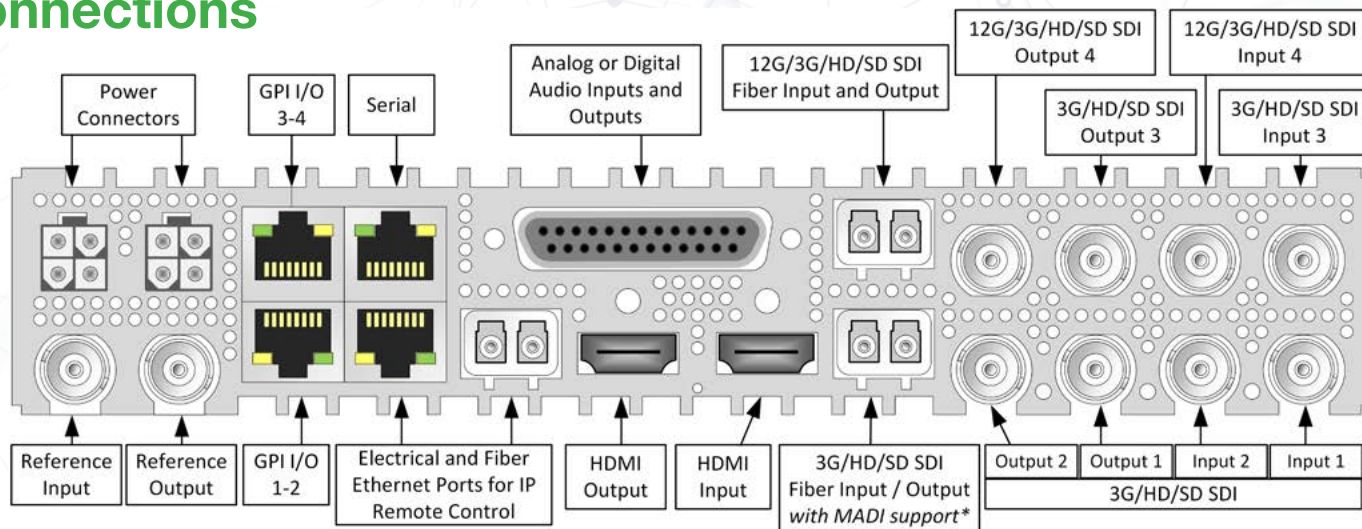 onnections
12G/3G/HD/SD SDI
Output 4
12G/3G/HD/SD SDI
Input 4
Power
Connectors
GPI I/O
3-4
Serial
Analog or Digital
Audio Inputs and
Outputs
12G/3G/HD/SD SDI
Fiber Input and Output
3G/HD/SD SDI
Output 3
3G/HD/SD SDI
Input 3
Reference
Input
Reference
Output
GPI I/O
1-2
Electrical and Fiber
Ethernet Ports for IP
Remote Control
HDMI
Output
HDMI
Input
3G/HD/SD SDI
Fiber Input / Output
with MADI support*
Output 2
Output 1
Input 2
Input 1
3G/HD/SD SDI